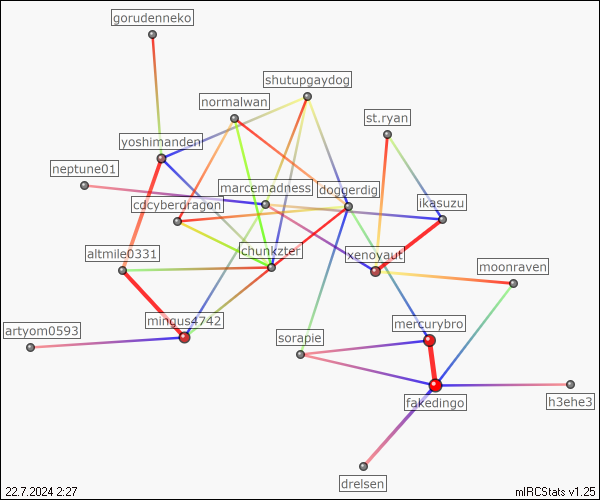 gorudenneko
shutupgaydog
normalwan
st.ryan
yoshimanden
neptune01
marcemadness
doggerdig
cdcyberdragon
ikasuzu
altmile0331
chunkzter
xenoyaut
moonraven
mingus4742
mercurybro
artyom0593
sorapie
fakedingo
h3ehe3
drelsen
22.7.2024 2:27
mIRCStats v1.25